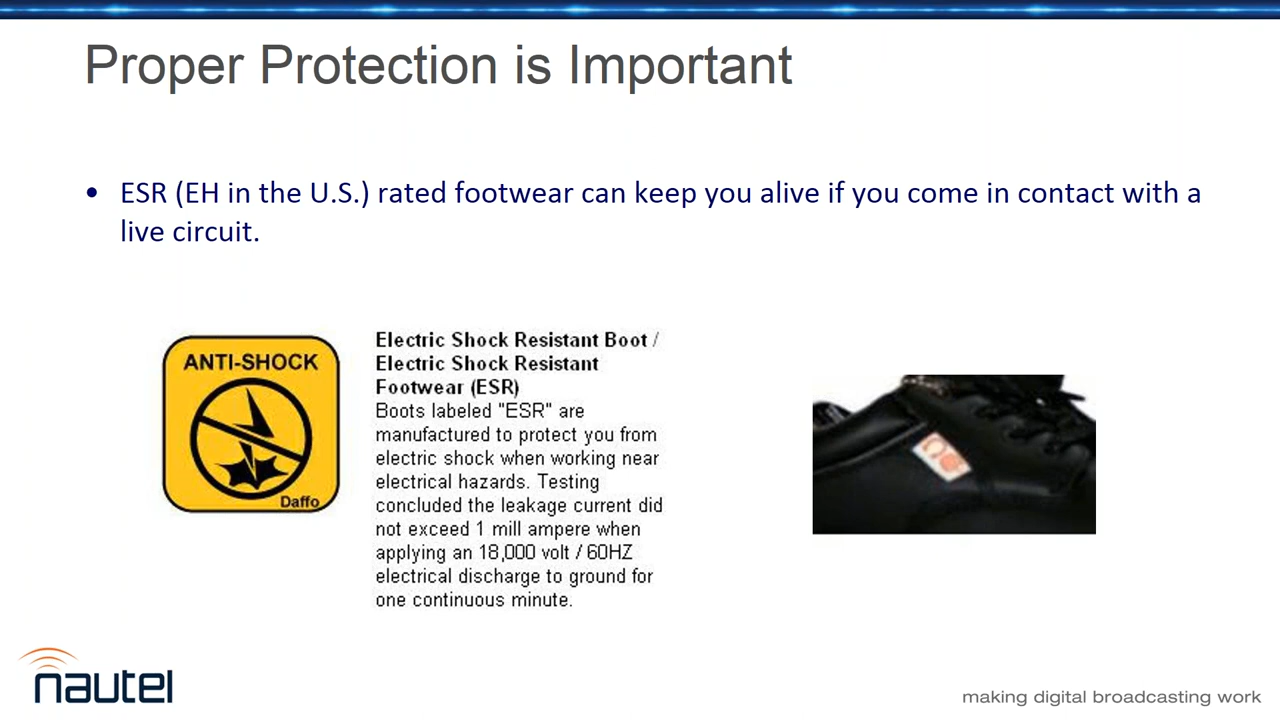 Proper Protection is Important
• ESR (EH in the U.S.) rated footwear can keep you alive if you come in contact with a
live circuit.
ANTI-SHOCK
Daffo
Electric Shock Resistant Boot /
Electric Shock Resistant
Footwear (ESR)
Boots labeled "ESR" are
manufactured to protect you from
electric shock when working near
electrical hazards. Testing
concluded the leakage current did
not exceed 1 mill ampere when
applying an 18,000 volt / 60HZ
electrical discharge to ground for
one continuous minute.
nautel
making digital broadcasting work